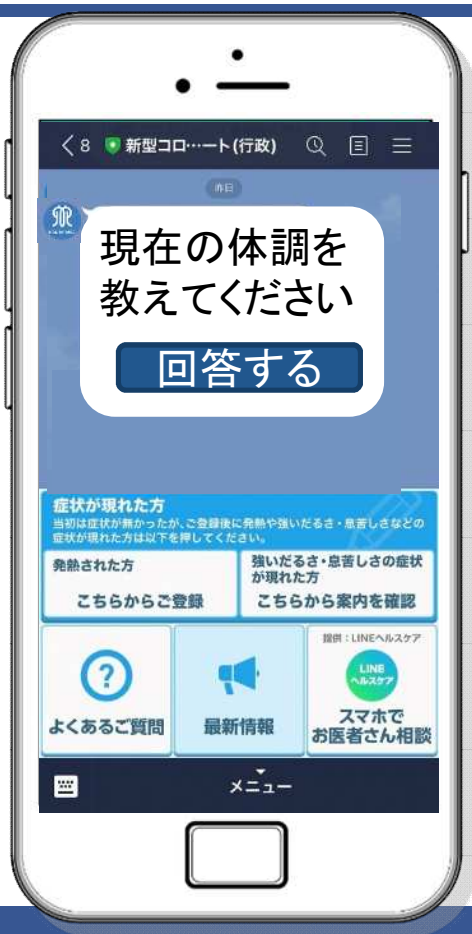 8 新型コロ…ート(行政)
昨日
現在の体調を
教えてください
回答する
症状が現れた方
当初は症状が無かったが、ご登録後に発熱や強いだるさ・息苦しさなどの
症状が現れた方は以下を押してください。
発熱された方
こちらからご登録
強いだるさ・息苦しさの症状
が現れた方
こちらから案内を確認
よくあるご質問
最新情報
提供:LINEヘルスケア
LINE
ヘルスケア
スマホで
お医者さん相談
メニュー